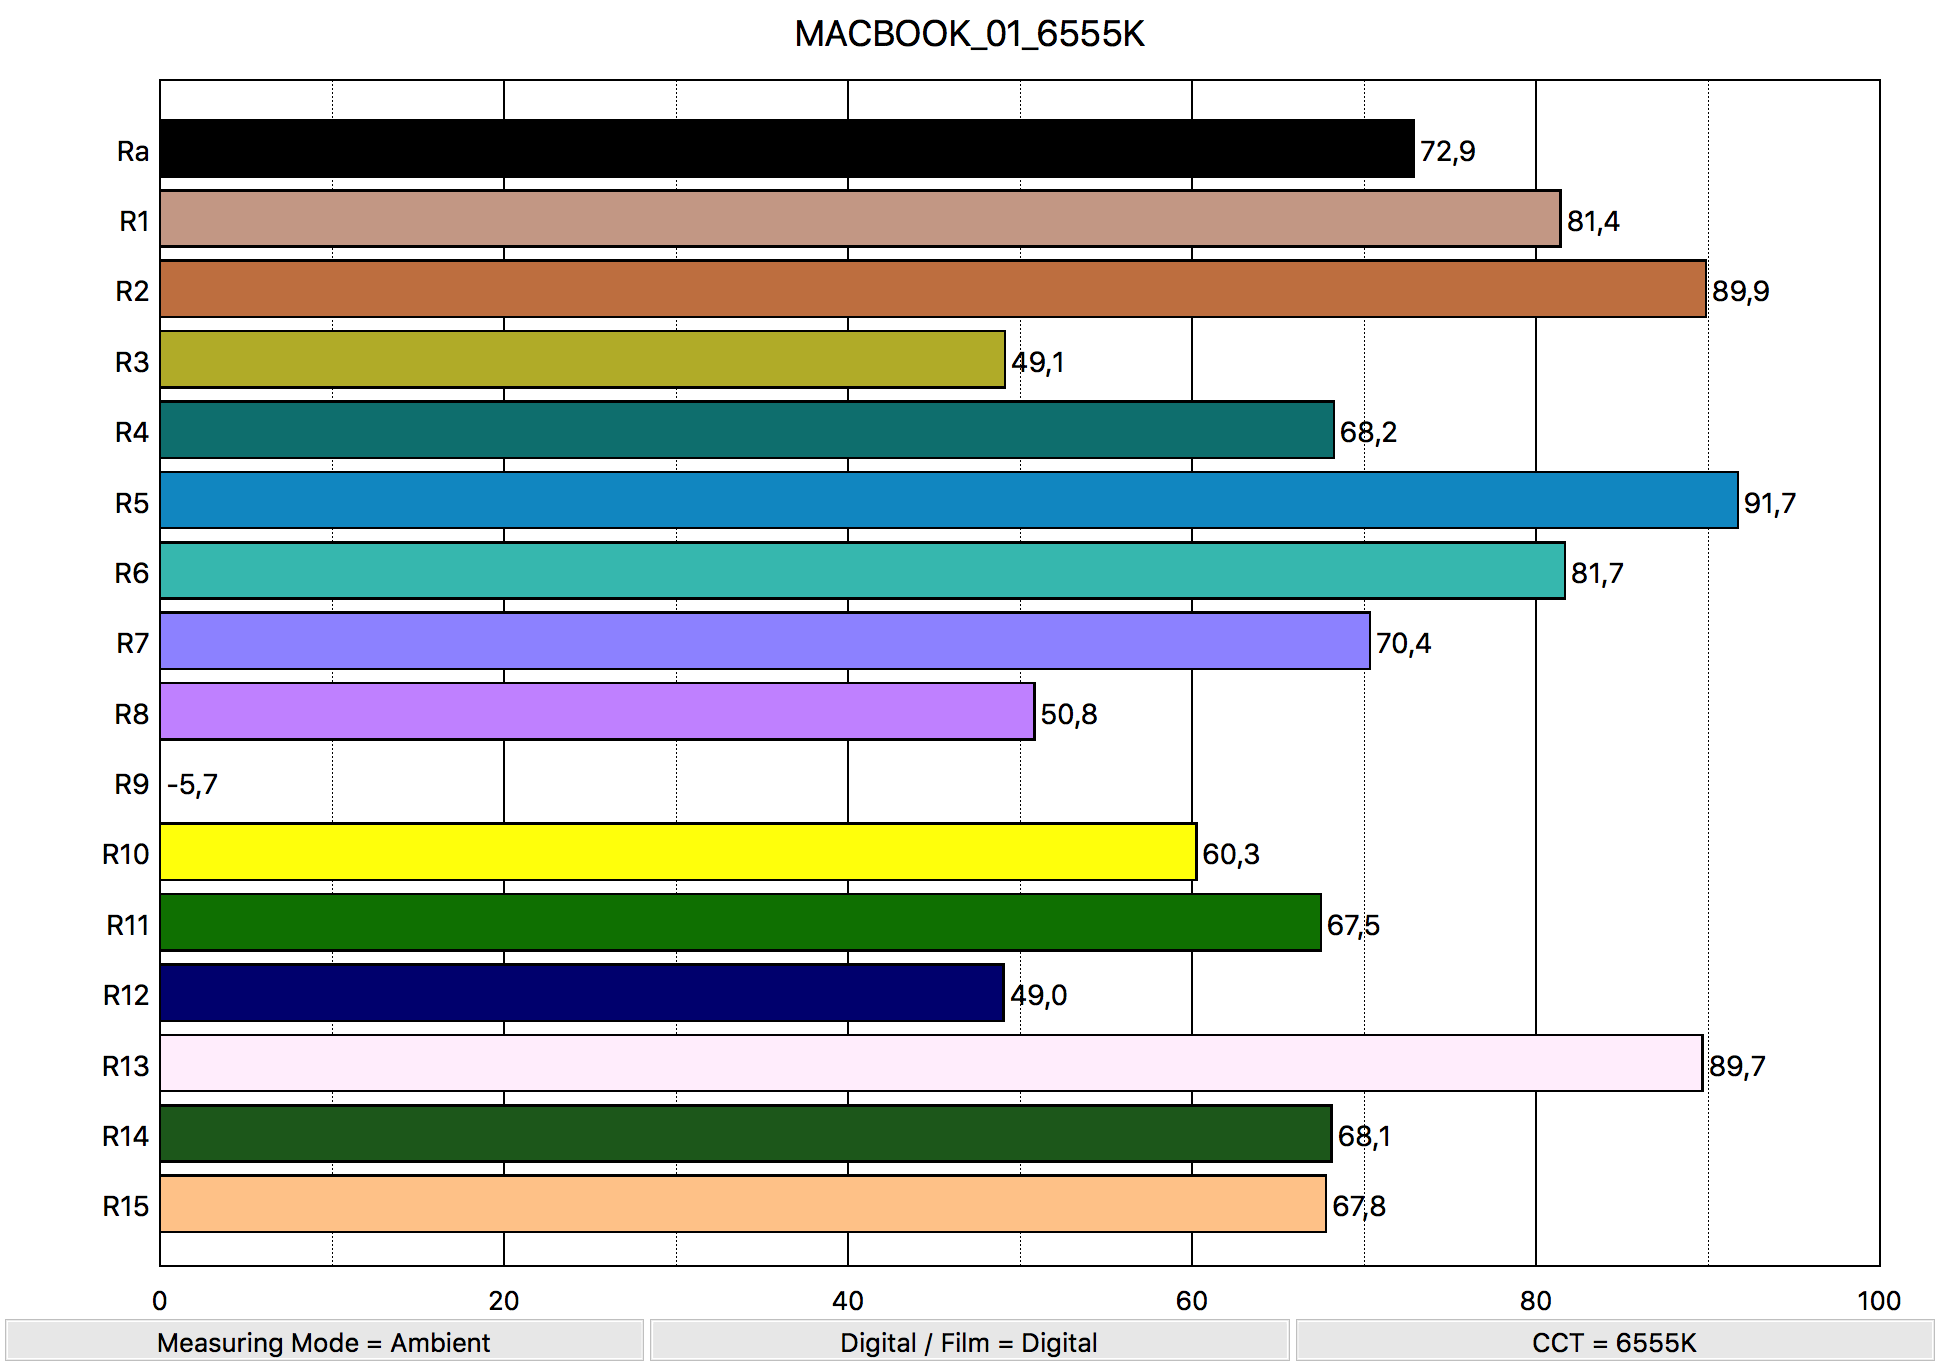 MACBOOK_01_6555K
Ra 72,9
R1 81,4
R2 89,9
R3 49,1
R4 68,2
R5 91,7
R6 81,7
R7 70,4
R8 50,8
R9 -5,7
R10 60,3
R11 67,5
R12 49,0
R13 89,7
R14 68,1
R15 67,8
0 20 40 60 80 100
Measuring Mode = Ambient Digital / Film = Digital CCT = 6555K